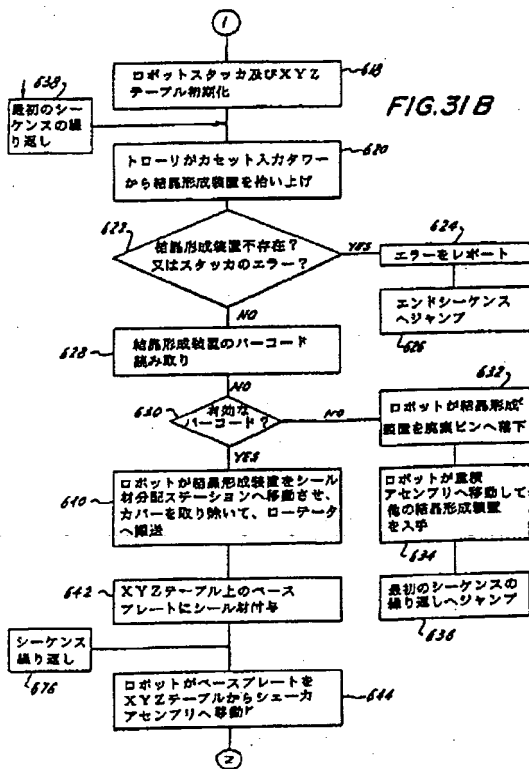 1
ロボットスタッカ及びXYZ
テーブル初期化
618
FIG.31B
638
最初のシー
ケンスの繰
り返し
トローリがカセット入力タワー
から結晶形成装置を拾い上げ
620
622
結晶形成装置不存在?
又はスタッカのエラー?
YES
624
エラーをレポート
エンドシーケンス
へジャンプ
626
NO
628
結晶形成装置のバーコード
読み取り
NO
630
有効な
バーコード?
NO
632
ロボットが結晶形成
装置を廃棄ビンへ落下
YES
ロボットが重積
アセンブリへ移動して
他の結晶形成装置
を入手
634
640
ロボットが結晶形成装置をシール
材分配ステーションへ移動させ、
カバーを取り除いて、ローテータ
へ搬送
最初のシーケンスの
繰り返しへジャンプ
636
642
XYZテーブル上のベース
プレートにシール材付与
シーケンス
繰り返し
676
ロボットがベースプレートを
XYZテーブルからシェーカ
アセンブリへ移動
644
2